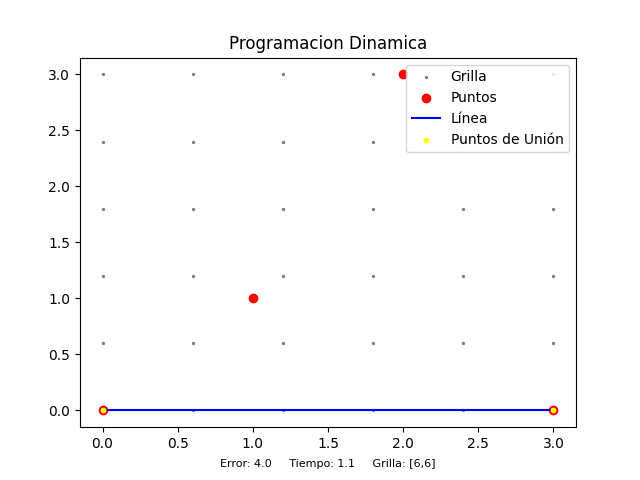 Programacion Dinamica
Grilla
Puntos
Línea
Puntos de Unión
3.0
2.5
2.0
1.5
1.0
0.5
0.0
0.0 0.5 1.0 1.5 2.0 2.5 3.0
Error: 4.0 Tiempo: 1.1 Grilla: [6,6]